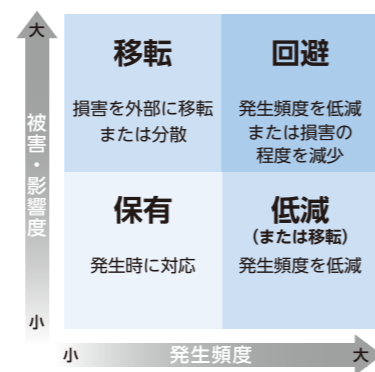 大
被害・影響度
小
移転
損害を外部に移転
または分散
回避
発生頻度を低減
または損害の
程度を減少
保有
発生時に対応
低減
(または移転)
発生頻度を低減
小
発生頻度
大